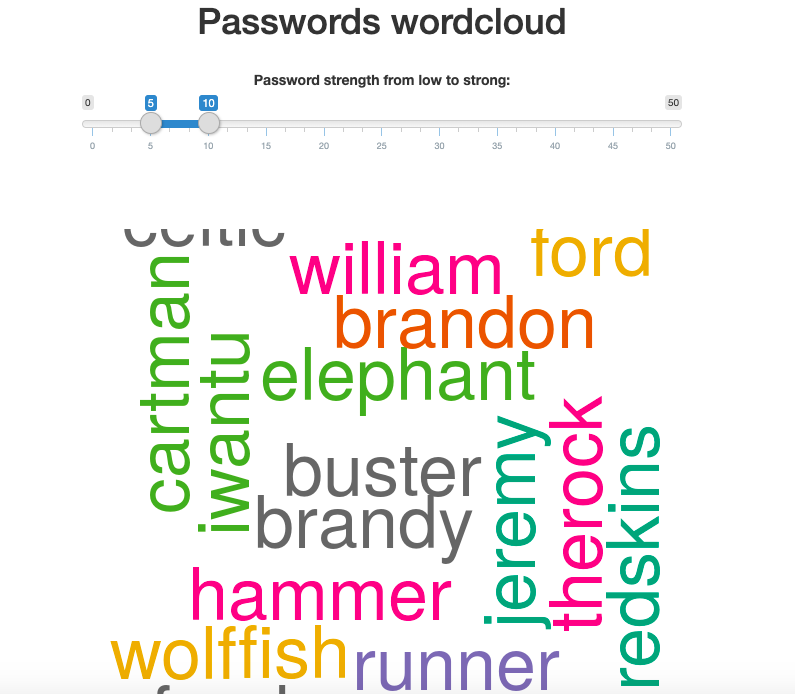 Passwords wordcloud
Password strength from low to strong:
0 5 10 50
0 5 10 15 20 25 30 35 40 45 50
celtic
ford
william
cartman
brandon
iwantu
elephant
therock
jeremy
redskins
buster
brandy
hammer
wolffish
runner